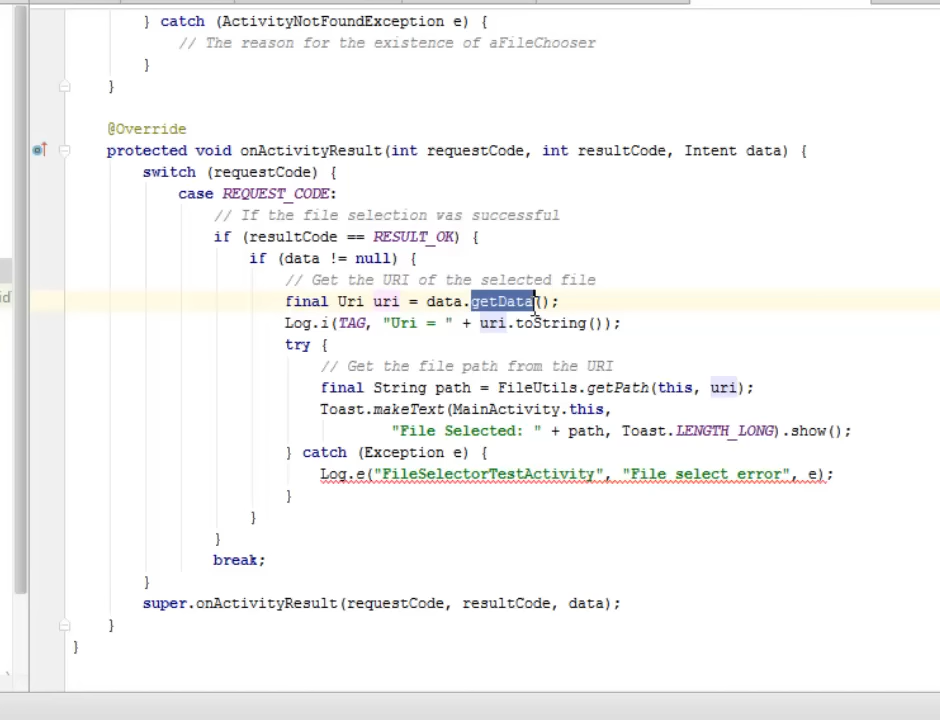 } catch (ActivityNotFoundException e) {
// The reason for the existence of aFileChooser
}
}
@Override
protected void onActivityResult(int requestCode, int resultCode, Intent data) {
switch (requestCode) {
case REQUEST_CODE:
// If the file selection was successful
if (resultCode == RESULT_OK) {
if (data != null) {
// Get the URI of the selected file
id
final Uri uri = data.getData();
Log.i(TAG, "Uri = " + uri.toString());
try {
// Get the file path from the URI
final String path = FileUtils.getPath(this, uri);
Toast.makeText(MainActivity.this,
"File Selected: " + path, Toast.LENGTH_LONG).show();
} catch (Exception e) {
Log.e("FileSelectorTestActivity", "File select error", e);
}
}
}
break;
}
super.onActivityResult(requestCode, resultCode, data);
}
}